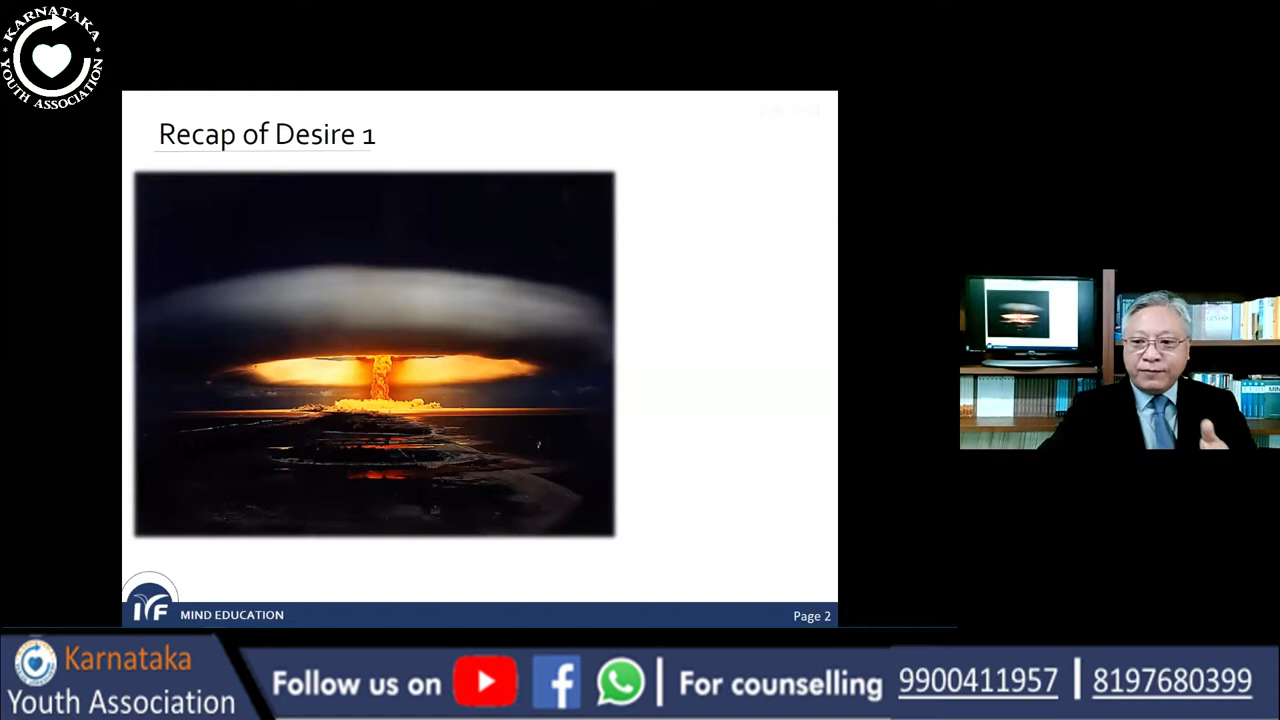 KARNATAKA
YOUTH ASSOCIATION
Recap of Desire 1
IYF
MIND EDUCATION
Page 2
Karnataka
Youth Association
Follow us on
For counselling
9900411957 | 8197680399